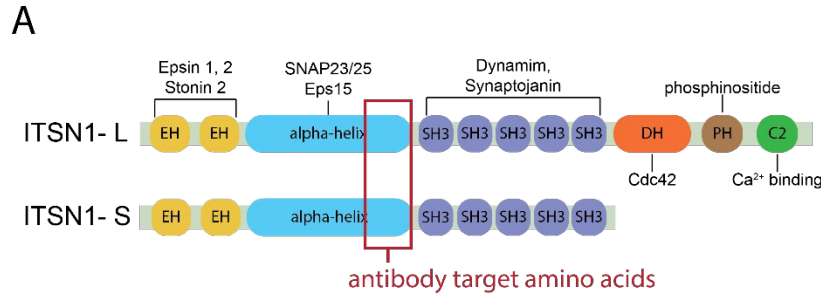 A
Epsin 1, 2
Stonin 2
SNAP23/25
Eps15
Dynamim,
Synaptojanin
phosphinositide
ITSN1- L
EH EH alpha-helix SH3 SH3 SH3 SH3 SH3 DH PH C2
Cdc42
Ca²⁺ binding
ITSN1- S
EH EH alpha-helix SH3 SH3 SH3 SH3 SH3
antibody target amino acids